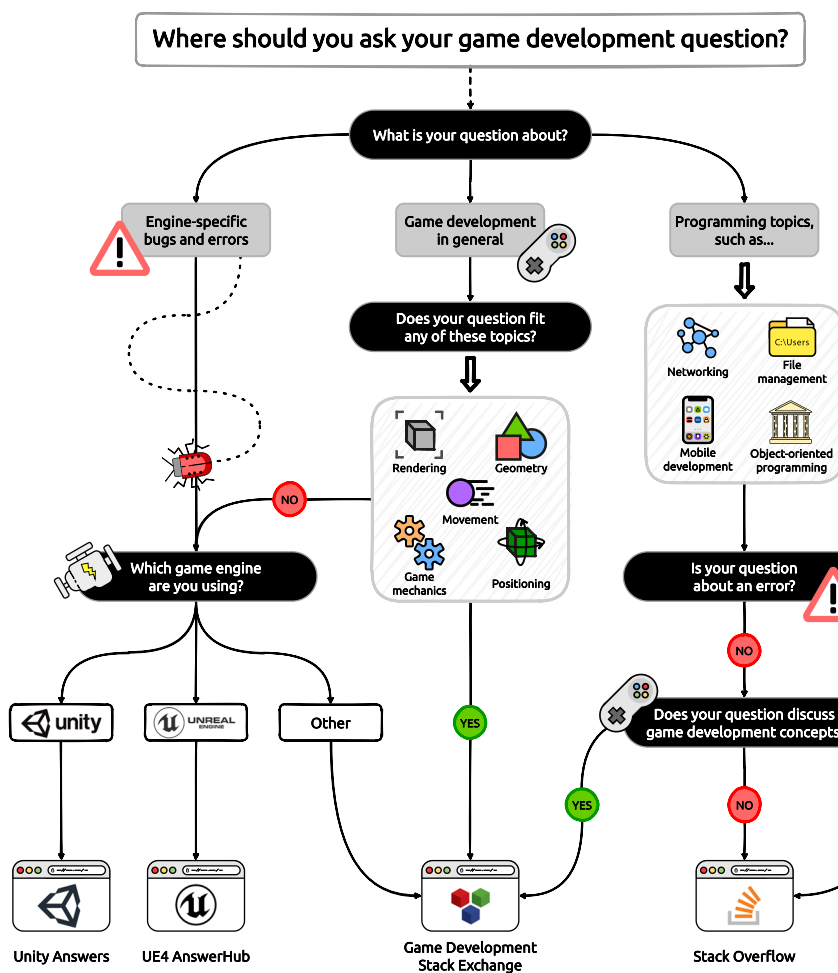 Where should you ask your game development question?
What is your question about?
Engine-specific
bugs and errors
Game development
in general
Programming topics,
such as...
Does your question fit
any of these topics?
Networking
C:\Users
File
management
Mobile
development
Object-oriented
programming
Rendering
Geometry
Movement
Game
mechanics
Positioning
NO
Which game engine
are you using?
Is your question
about an error?
NO
unity
UNREAL
ENGINE
Other
YES
Does your question discuss
game development concepts
YES
NO
Unity Answers
UE4 AnswerHub
Game Development
Stack Exchange
Stack Overflow